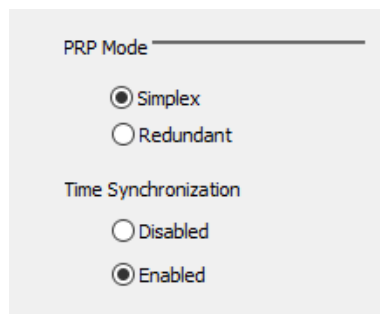 PRP Mode
Simplex
Redundant
Time Synchronization
Disabled
Enabled